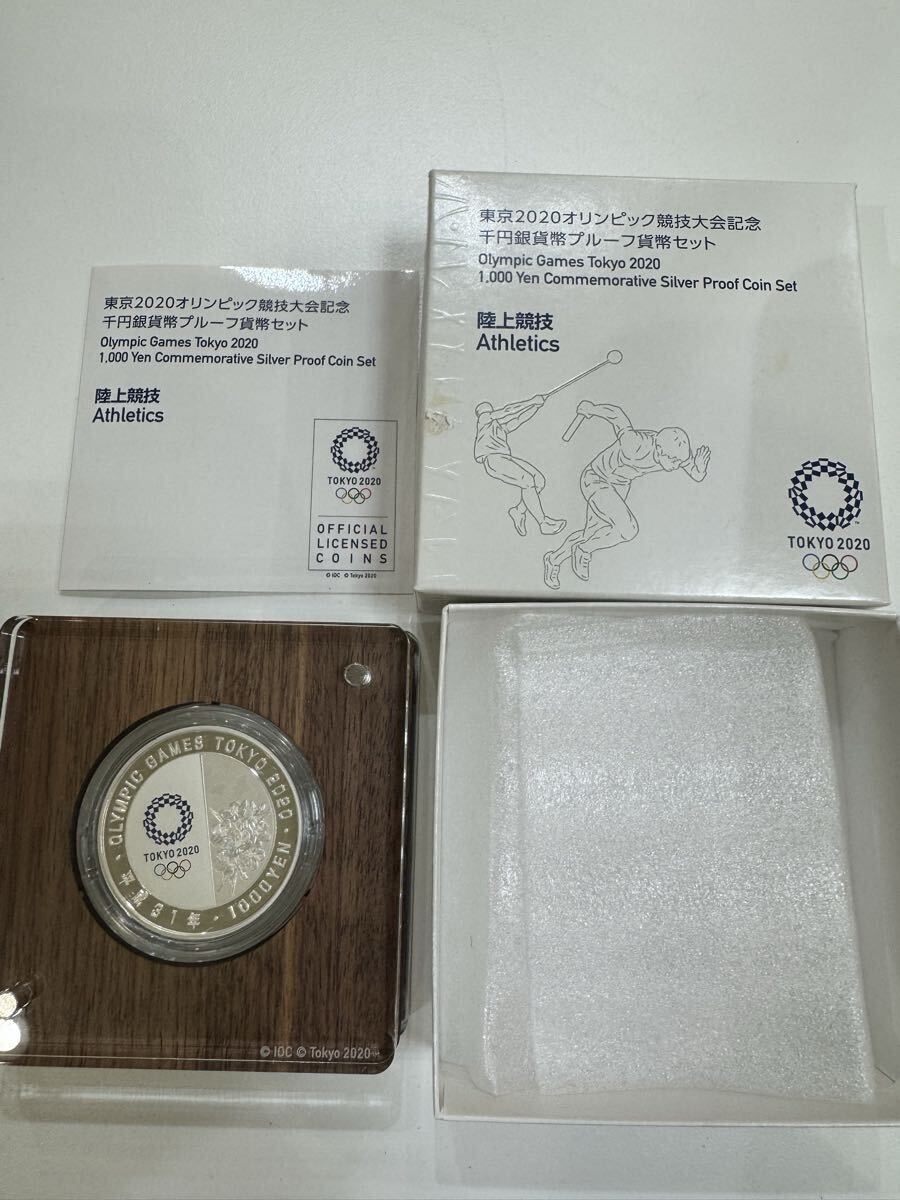 東京2020オリンピック競技大会記念
千円銀貨幣プルーフ貨幣セット
Olympic Games Tokyo 2020
1,000 Yen Commemorative Silver Proof Coin Set
陸上競技
Athletics
TOKYO 2020
東京2020オリンピック競技大会記念
千円銀貨幣プルーフ貨幣セット
Olympic Games Tokyo 2020
1,000 Yen Commemorative Silver Proof Coin Set
陸上競技
Athletics
TOKYO 2020
OFFICIAL
LICENSED
COINS
© IOC © Tokyo 2020
OLYMPIC GAMES TOKYO 2020・
平成31年・1000 YEN
TOKYO 2020
© IOC © Tokyo 2020